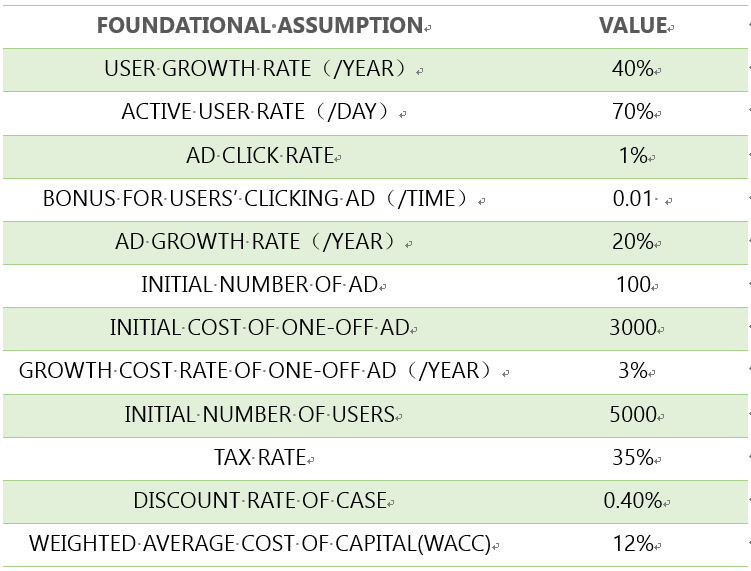 FOUNDATIONAL ASSUMPTION VALUE
USER GROWTH RATE（/YEAR） 40%
ACTIVE USER RATE（/DAY） 70%
AD CLICK RATE 1%
BONUS FOR USERS’ CLICKING AD（/TIME） 0.01
AD GROWTH RATE（/YEAR） 20%
INITIAL NUMBER OF AD 100
INITIAL COST OF ONE-OFF AD 3000
GROWTH COST RATE OF ONE-OFF AD（/YEAR） 3%
INITIAL NUMBER OF USERS 5000
TAX RATE 35%
DISCOUNT RATE OF CASE 0.40%
WEIGHTED AVERAGE COST OF CAPITAL(WACC) 12%